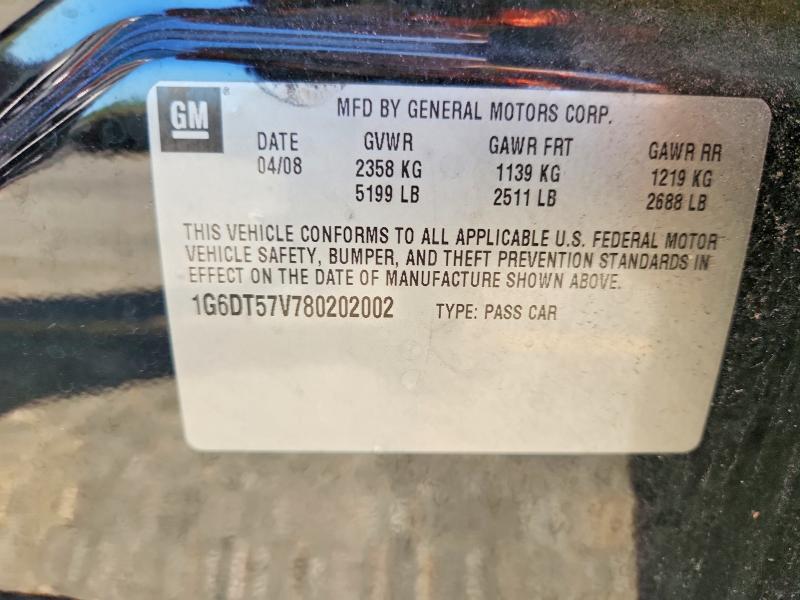 GM ®
MFD BY GENERAL MOTORS CORP.
DATE GVWR GAWR FRT GAWR RR
04/08 2358 KG 1139 KG 1219 KG
5199 LB 2511 LB 2688 LB
THIS VEHICLE CONFORMS TO ALL APPLICABLE U.S. FEDERAL MOTOR
VEHICLE SAFETY, BUMPER, AND THEFT PREVENTION STANDARDS IN
EFFECT ON THE DATE OF MANUFACTURE SHOWN ABOVE.
1G6DT57V780202002 TYPE: PASS CAR